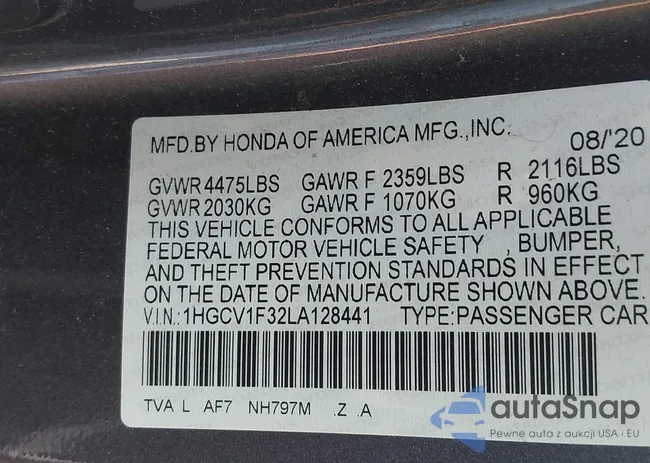 MFD.BY HONDA OF AMERICA MFG.,INC. 08/'20
GVWR 4475LBS GAWR F 2359LBS R 2116LBS
GVWR 2030KG GAWR F 1070KG R 960KG
THIS VEHICLE CONFORMS TO ALL APPLICABLE
FEDERAL MOTOR VEHICLE SAFETY , BUMPER,
AND THEFT PREVENTION STANDARDS IN EFFECT
ON THE DATE OF MANUFACTURE SHOWN ABOVE.
V.I.N.:1HGCV1F32LA128441 TYPE:PASSENGER CAR
TVA L AF7 NH797M .Z .A
autaSnap
Pewne auta z aukcji USA i EU